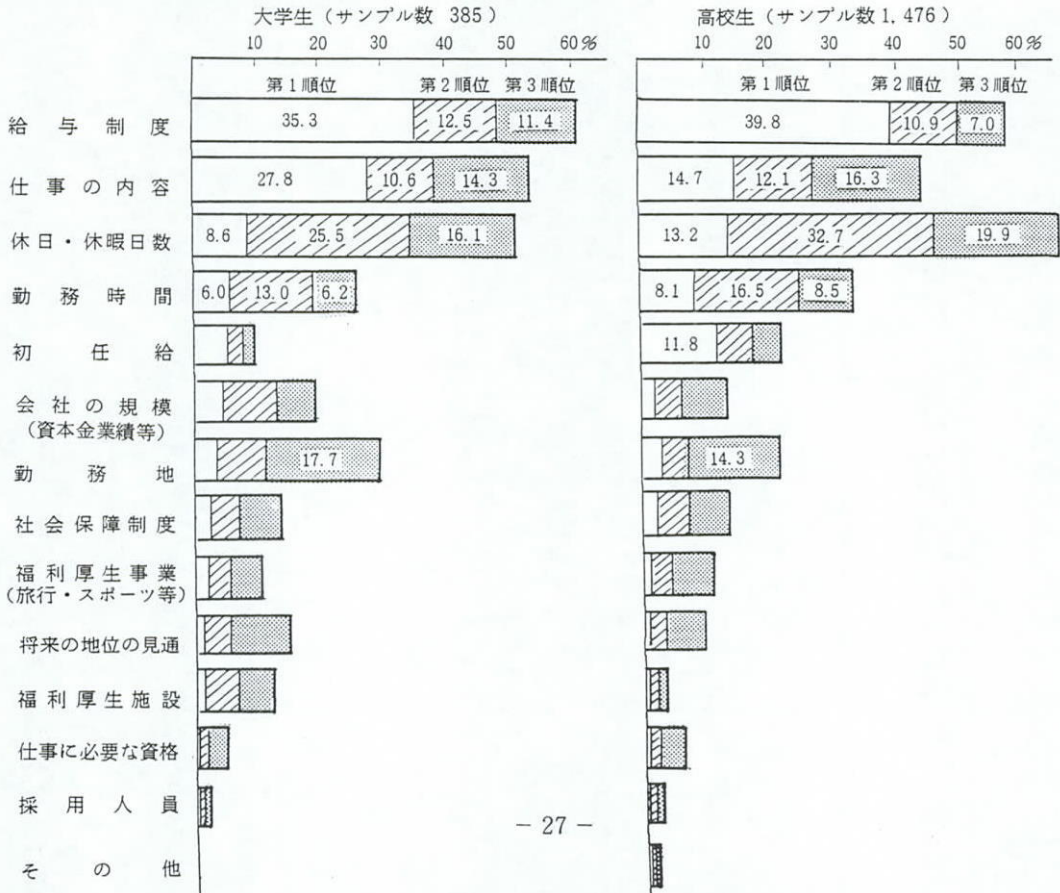 大学生（サンプル数 385） 高校生（サンプル数 1,476）
10 20 30 40 50 60% 10 20 30 40 50 60%
第1順位 第2順位 第3順位 第1順位 第2順位 第3順位
給与制度 35.3 12.5 11.4 39.8 10.9 7.0
仕事の内容 27.8 10.6 14.3 14.7 12.1 16.3
休日・休暇日数 8.6 25.5 16.1 13.2 32.7 19.9
勤務時間 6.0 13.0 6.2 8.1 16.5 8.5
初任給 11.8
会社の規模
（資本金業績等）
勤務地 17.7 14.3
社会保障制度
福利厚生事業
（旅行・スポーツ等）
将来の地位の見通
福利厚生施設
仕事に必要な資格
採用人員
－27－
その他